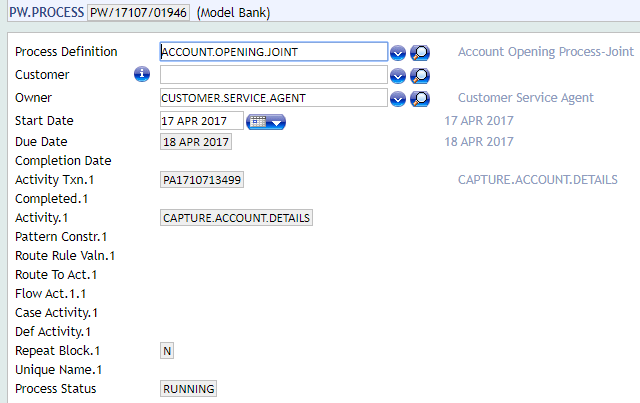 PW.PROCESS PW/17107/01946 (Model Bank)
Process Definition ACCOUNT.OPENING.JOINT Account Opening Process-Joint
Customer
Owner CUSTOMER.SERVICE.AGENT Customer Service Agent
Start Date 17 APR 2017 17 APR 2017
Due Date 18 APR 2017 18 APR 2017
Completion Date
Activity Txn.1 PA1710713499 CAPTURE.ACCOUNT.DETAILS
Completed.1
Activity.1 CAPTURE.ACCOUNT.DETAILS
Pattern Constr.1
Route Rule Valn.1
Route To Act.1
Flow Act.1.1
Case Activity.1
Def Activity.1
Repeat Block.1 N
Unique Name.1
Process Status RUNNING